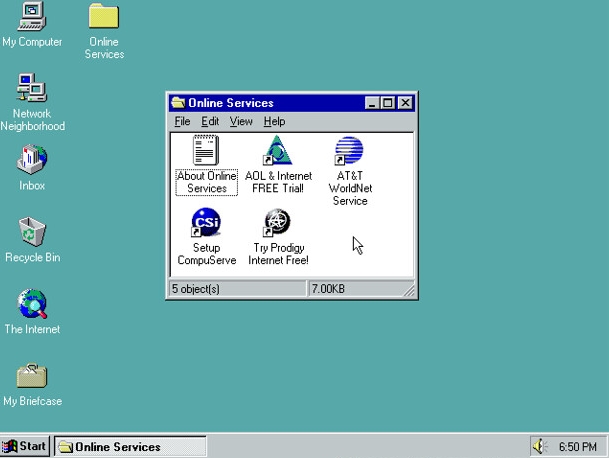 My Computer
Online
Services
Network
Neighborhood
Inbox
Recycle Bin
The Internet
My Briefcase
Online Services
File Edit View Help
About Online
Services
AOL & Internet
FREE Trial!
AT&T
WorldNet
Service
CSi
Setup
CompuServe
Try Prodigy
Internet Free!
5 object(s)
7.00KB
Start
Online Services
6:50 PM